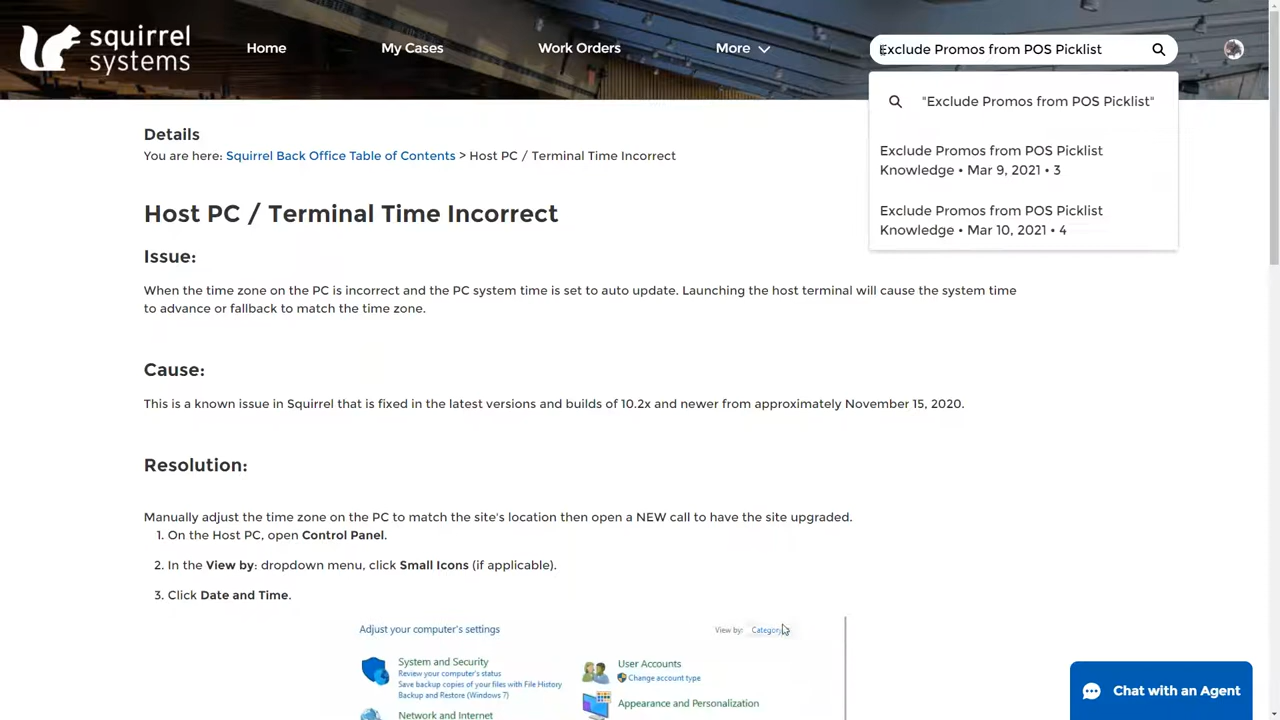 squirrel
systems
Home
My Cases
Work Orders
More
Exclude Promos from POS Picklist
"Exclude Promos from POS Picklist"
Exclude Promos from POS Picklist
Knowledge • Mar 9, 2021 • 3
Exclude Promos from POS Picklist
Knowledge • Mar 10, 2021 • 4
Details
You are here: Squirrel Back Office Table of Contents > Host PC / Terminal Time Incorrect
Host PC / Terminal Time Incorrect
Issue:
When the time zone on the PC is incorrect and the PC system time is set to auto update. Launching the host terminal will cause the system time
to advance or fallback to match the time zone.
Cause:
This is a known issue in Squirrel that is fixed in the latest versions and builds of 10.2x and newer from approximately November 15, 2020.
Resolution:
Manually adjust the time zone on the PC to match the site's location then open a NEW call to have the site upgraded.
1. On the Host PC, open Control Panel.
2. In the View by: dropdown menu, click Small Icons (if applicable).
3. Click Date and Time.
Adjust your computer's settings
View by: Category
System and Security
Review your computer's status
Save backup copies of your files with File History
Backup and Restore (Windows 7)
Network and Internet
User Accounts
Change account type
Appearance and Personalization
Chat with an Agent